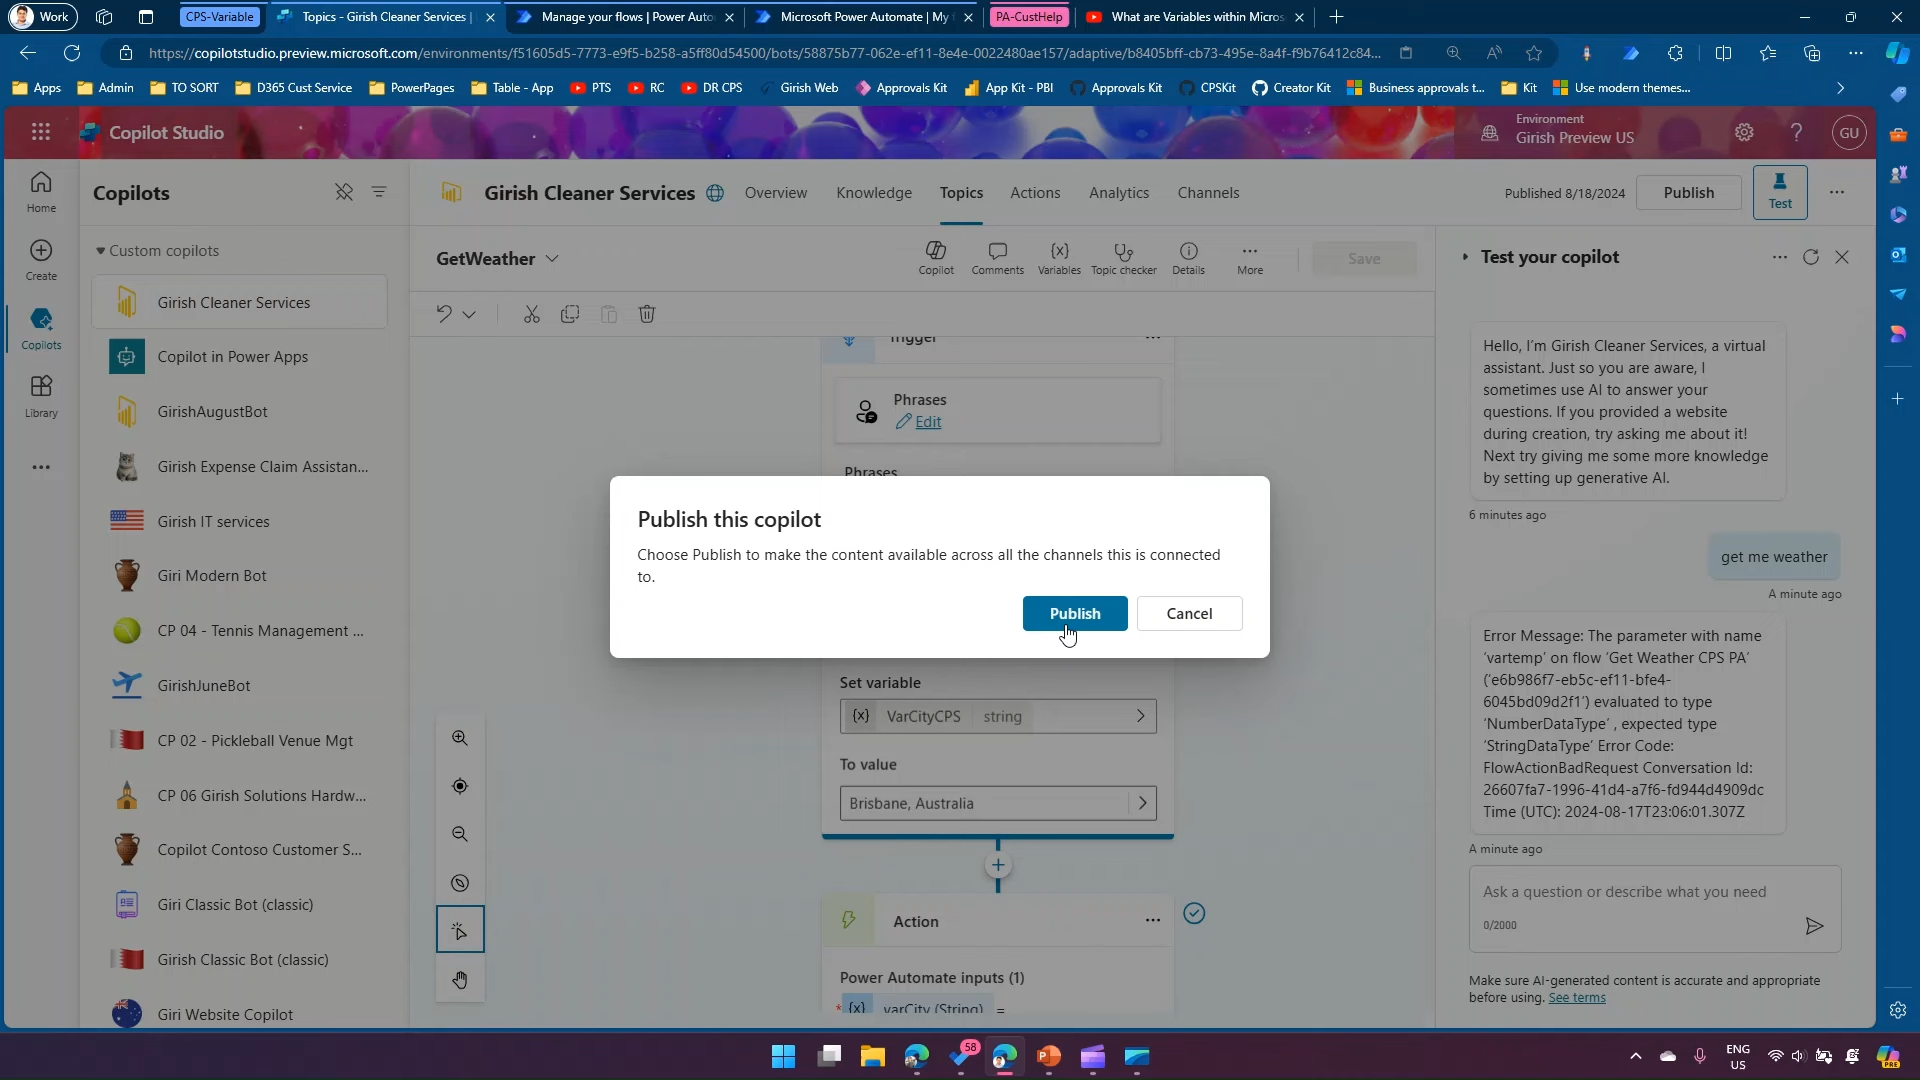 Work
CPS-Variable
Topics - Girish Cleaner Services |
Manage your flows | Power Auto
Microsoft Power Automate | My f
PA-CustHelp
What are Variables within Micros
https://copilotstudio.preview.microsoft.com/environments/f51605d5-7773-e9f5-b258-a5ff80d54500/bots/58875b77-062e-ef11-8e4e-0022480ae157/adaptive/b8405bff-cb73-495e-8a4f-f9b76412c84...
Apps
Admin
TO SORT
D365 Cust Service
PowerPages
Table - App
PTS
RC
DR CPS
Girish Web
Approvals Kit
App Kit - PBI
Approvals Kit
CPSKit
Creator Kit
Business approvals t...
Kit
Use modern themes...
Copilot Studio
Environment
Girish Preview US
GU
Home
Create
Copilots
Library
Copilots
Custom copilots
Girish Cleaner Services
Copilot in Power Apps
GirishAugustBot
Girish Expense Claim Assistan...
Girish IT services
Giri Modern Bot
CP 04 - Tennis Management ...
GirishJuneBot
CP 02 - Pickleball Venue Mgt
CP 06 Girish Solutions Hardw...
Copilot Contoso Customer S...
Giri Classic Bot (classic)
Girish Classic Bot (classic)
Giri Website Copilot
Girish Cleaner Services
Overview
Knowledge
Topics
Actions
Analytics
Channels
Published 8/18/2024
Publish
Test
GetWeather
Copilot
Comments
Variables
Topic checker
Details
More
Save
Trigger
Phrases
Edit
Phrases
Publish this copilot
Choose Publish to make the content available across all the channels this is connected
to.
Publish
Cancel
Set variable
{x} VarCityCPS string
To value
Brisbane, Australia
Action
Power Automate inputs (1)
* {x} varCity (String) =
Test your copilot
Hello, I'm Girish Cleaner Services, a virtual
assistant. Just so you are aware, I
sometimes use AI to answer your
questions. If you provided a website
during creation, try asking me about it!
Next try giving me some more knowledge
by setting up generative AI.
6 minutes ago
get me weather
A minute ago
Error Message: The parameter with name
'vartemp' on flow 'Get Weather CPS PA'
('e6b986f7-eb5c-ef11-bfe4-
6045bd09d2f1') evaluated to type
'NumberDataType' , expected type
'StringDataType' Error Code:
FlowActionBadRequest Conversation Id:
26607fa7-1996-41d4-a7f6-fd944d4909dc
Time (UTC): 2024-08-17T23:06:01.307Z
A minute ago
Ask a question or describe what you need
0/2000
Make sure AI-generated content is accurate and appropriate
before using. See terms
58
ENG
US